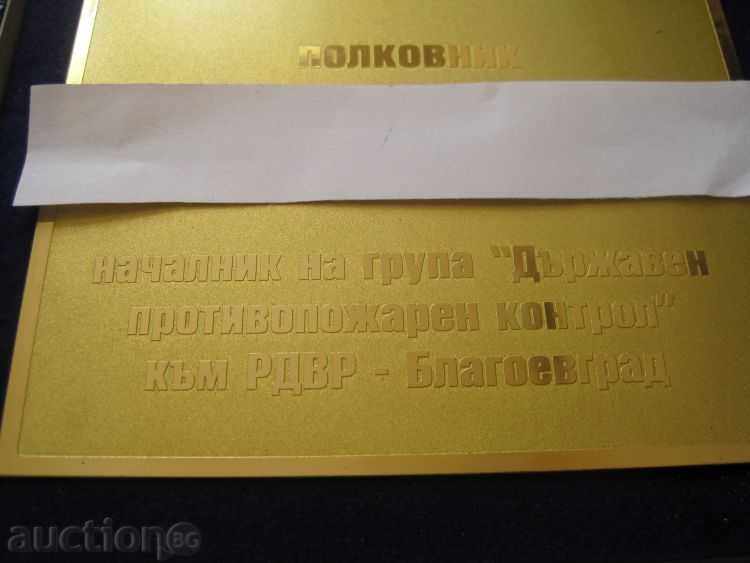 ПОЛКОВНИК
началник на група "Държавен
противопожарен контрол"
към РДВР - Благоевград
auction BG